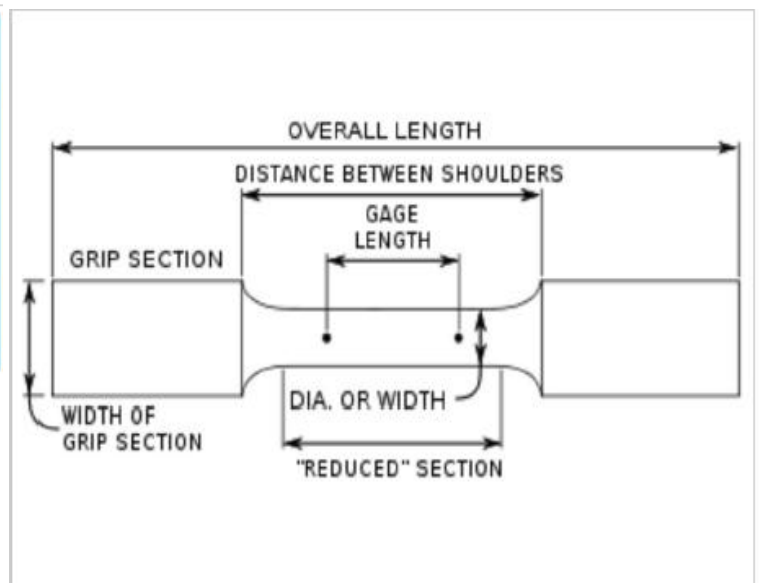 OVERALL LENGTH
DISTANCE BETWEEN SHOULDERS
GAGE
LENGTH
GRIP SECTION
DIA. OR WIDTH
WIDTH OF
GRIP SECTION
"REDUCED" SECTION